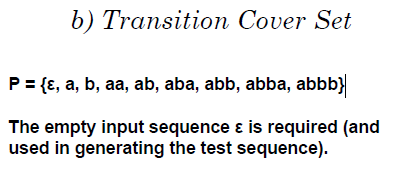 b) Transition Cover Set
P = {ε, a, b, aa, ab, aba, abb, abba, abbb}
The empty input sequence ε is required (and
used in generating the test sequence).